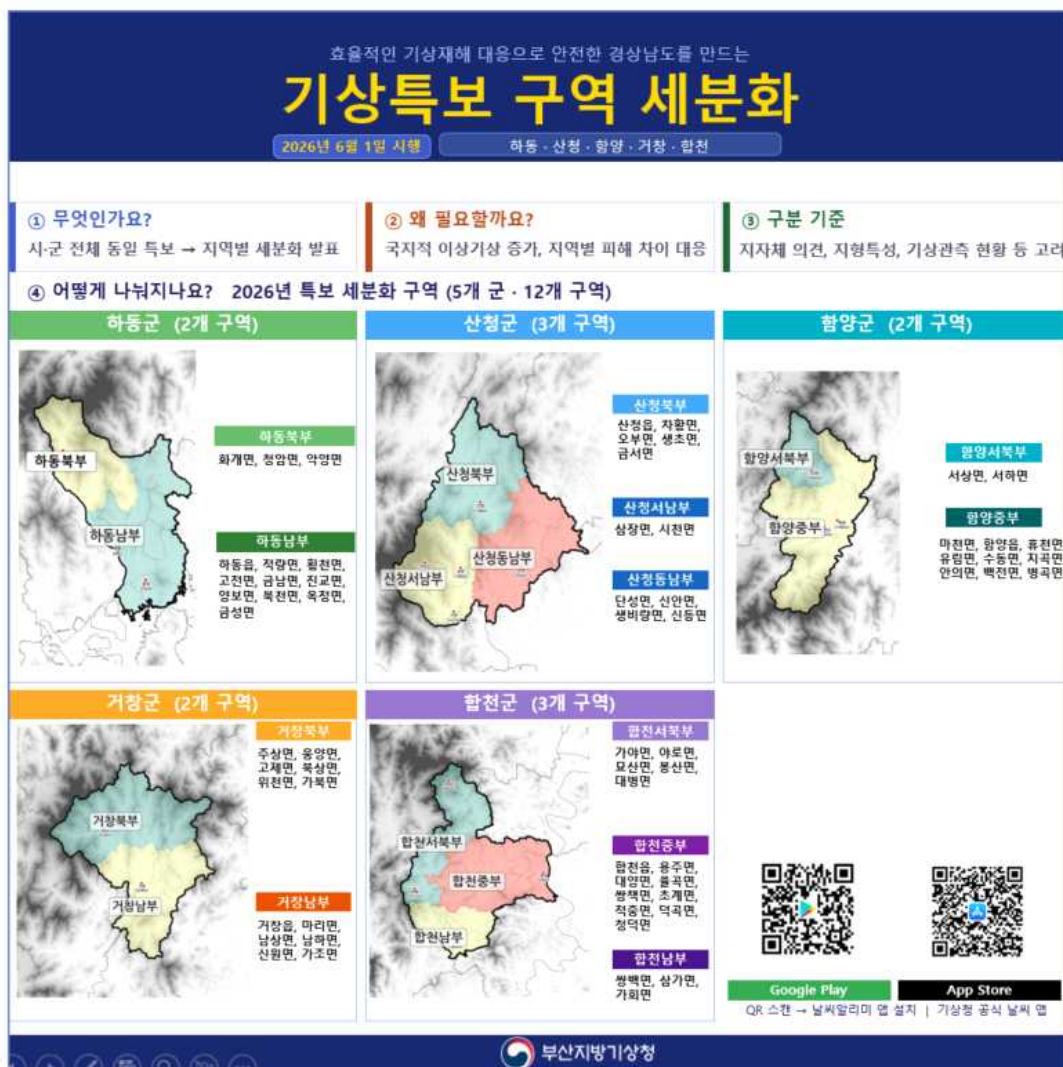 효율적인 기상재해 대응으로 안전한 경상남도를 만드는
기상특보 구역 세분화
2026년 6월 1일 시행
하동 · 산청 · 함양 · 거창 · 합천
① 무엇인가요?
시·군 전체 동일 특보 → 지역별 세분화 발표
② 왜 필요할까요?
국지적 이상기상 증가, 지역별 피해 차이 대응
③ 구분 기준
지자체 의견, 지형특성, 기상관측 현황 등 고려
④ 어떻게 나눠지나요? 2026년 특보 세분화 구역 (5개 군 · 12개 구역)
하동군 (2개 구역)
하동북부
하동남부
하동북부
화개면, 청암면, 악양면
하동남부
하동읍, 적량면, 횡천면,
고전면, 금남면, 진교면,
양보면, 북천면, 옥정면,
금성면
산청군 (3개 구역)
산청북부
산청서남부
산청동남부
산청북부
산청읍, 차황면,
오부면, 생초면,
금서면
산청서남부
삼장면, 시천면
산청동남부
단성면, 신안면,
생비량면, 신등면
함양군 (2개 구역)
함양서북부
함양중부
함양서북부
서상면, 서하면
함양중부
마천면, 함양읍, 휴천면
유림면, 수동면, 지곡면
안의면, 백전면, 병곡면
거창군 (2개 구역)
거창북부
거창남부
거창북부
주상면, 웅양면,
고제면, 북상면,
위천면, 가북면
거창남부
거창읍, 마리면,
남상면, 남하면,
신원면, 가조면
합천군 (3개 구역)
합천서북부
합천중부
합천남부
합천서북부
가야면, 야로면,
묘산면, 봉산면,
대병면
합천중부
합천읍, 용주면,
대양면, 율곡면,
쌍책면, 초계면,
적중면, 덕곡면,
청덕면
합천남부
쌍백면, 삼가면,
가회면
Google Play
App Store
QR 스캔 → 날씨알리미 앱 설치 | 기상청 공식 날씨 앱
부산지방기상청